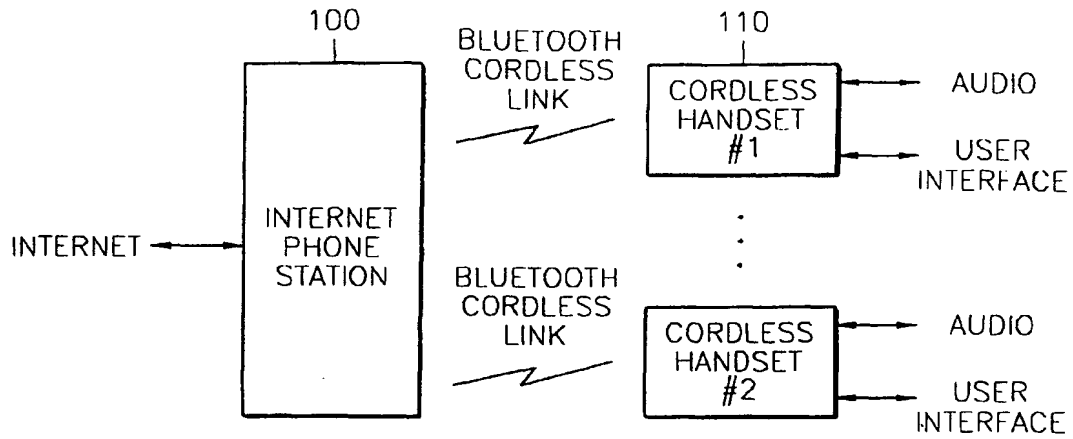 100
110
BLUETOOTH
CORDLESS
LINK
CORDLESS
HANDSET
#1
AUDIO
USER
INTERFACE
INTERNET
INTERNET
PHONE
STATION
BLUETOOTH
CORDLESS
LINK
CORDLESS
HANDSET
#2
AUDIO
USER
INTERFACE